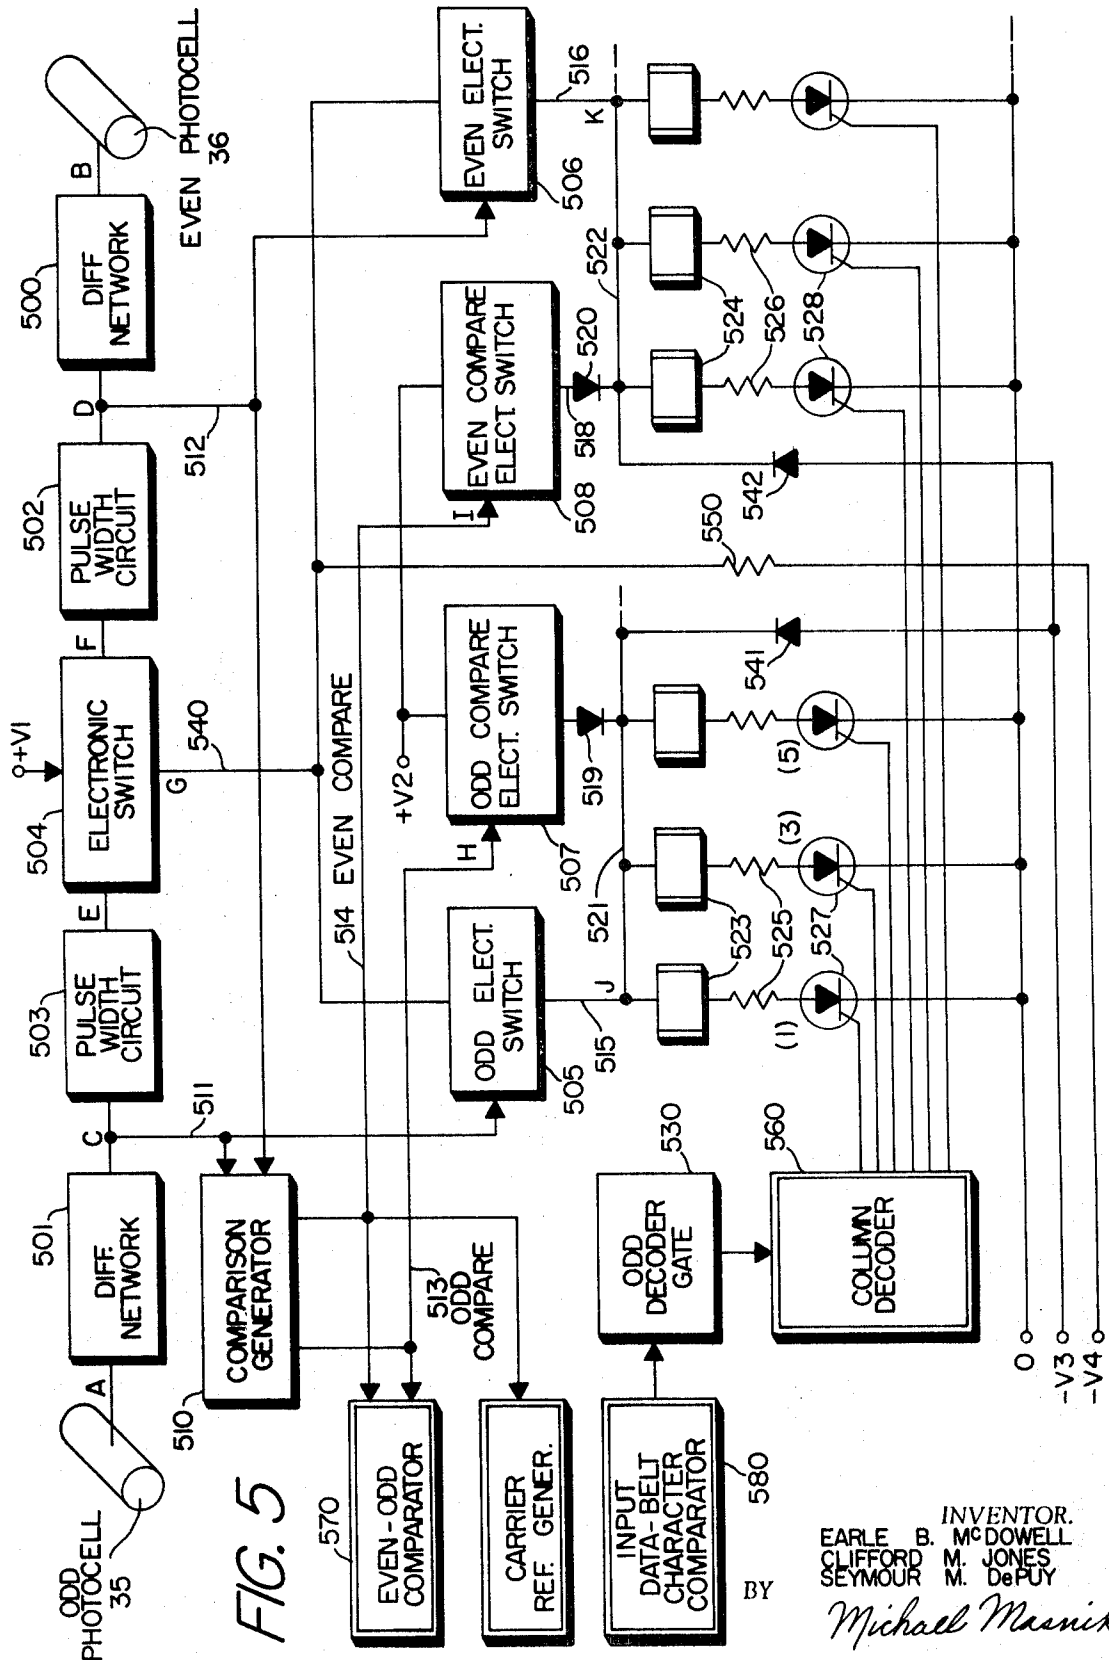 ODD
PHOTOCELL
35
A
DIFF.
NETWORK
501
C
511
PULSE
WIDTH
CIRCUIT
503
E
+V1
ELECTRONIC
SWITCH
504
G
540
F
PULSE
WIDTH
CIRCUIT
502
D
512
DIFF
NETWORK
500
B
EVEN PHOTOCELL
36
FIG. 5
COMPARISON
GENERATOR
510
514 EVEN COMPARE
513
ODD
COMPARE
EVEN-ODD
COMPARATOR
570
CARRIER
REF. GENER.
ODD ELECT.
SWITCH
505
515
J
+V2
H
ODD COMPARE
ELECT. SWITCH
507
519
I
EVEN COMPARE
ELECT. SWITCH
508
518
520
EVEN ELECT.
SWITCH
506
516
K
521
522
523
525
527
(1)
(3)
(5)
541
550
542
524
526
528
INPUT
DATA-BELT
CHARACTER
COMPARATOR
580
ODD
DECODER
GATE
530
COLUMN
DECODER
560
0
-V3
-V4
INVENTOR.
EARLE B. McDOWELL
CLIFFORD M. JONES
SEYMOUR M. DePUY
BY
Michael Masnik